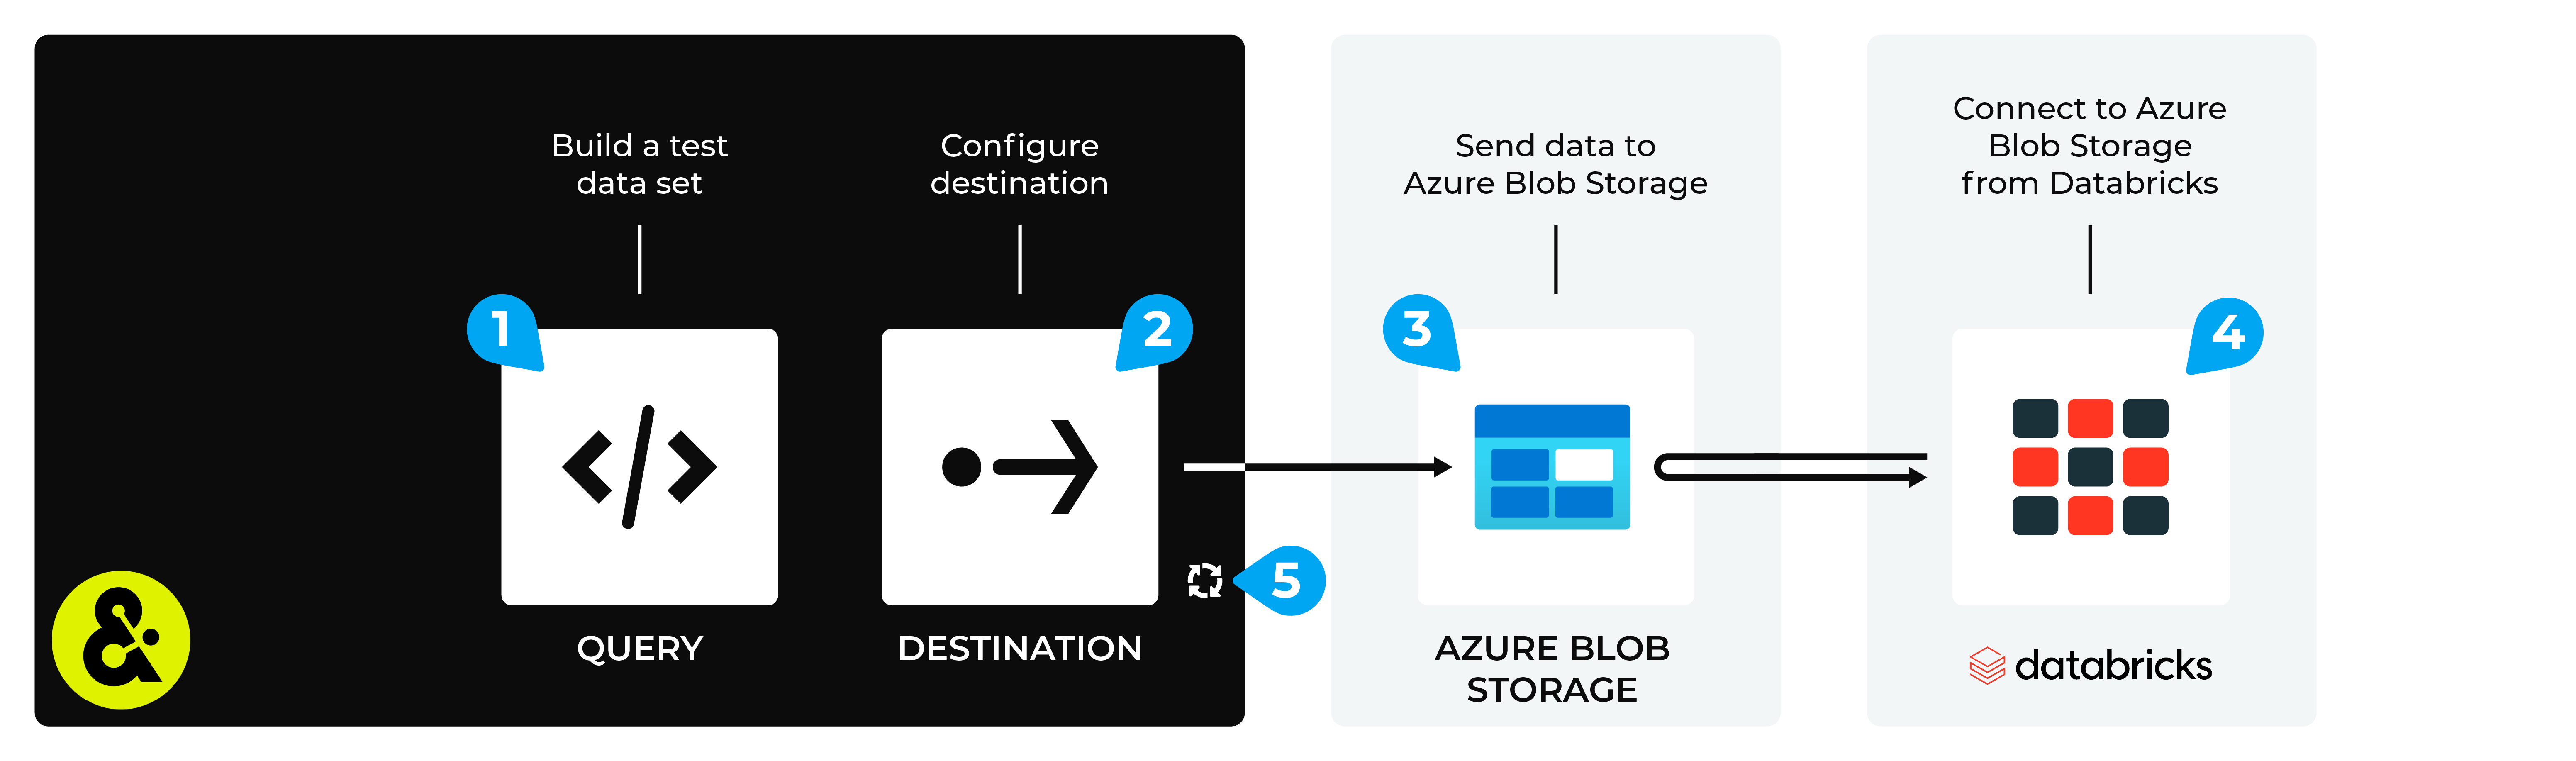 Build a test
data set
Configure
destination
Send data to
Azure Blob Storage
Connect to Azure
Blob Storage
from Databricks
1
2
3
4
5
&
QUERY
DESTINATION
AZURE BLOB
STORAGE
databricks